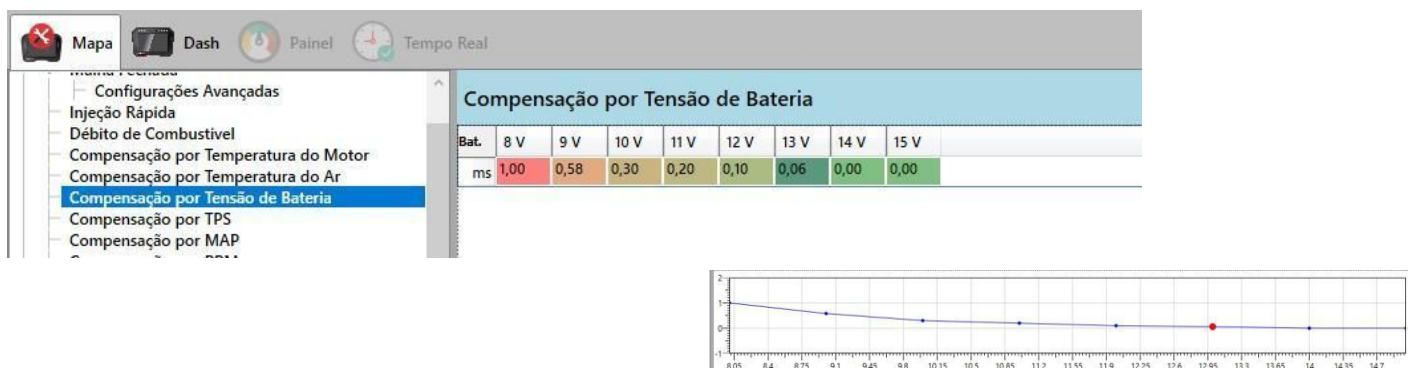 Mapa Dash Painel Tempo Real
Configurações Avançadas
Injeção Rápida
Débito de Combustivel
Compensação por Temperatura do Motor
Compensação por Temperatura do Ar
Compensação por Tensão de Bateria
Compensação por TPS
Compensação por MAP
Compensação por Tensão de Bateria
Bat. 8 V 9 V 10 V 11 V 12 V 13 V 14 V 15 V
ms 1,00 0,58 0,30 0,20 0,10 0,06 0,00 0,00
2
1
0
-1
8.05 8.4 8.75 9.1 9.45 9.8 10.15 10.5 10.85 11.2 11.55 11.9 12.25 12.6 12.95 13.3 13.65 14 14.35 14.7